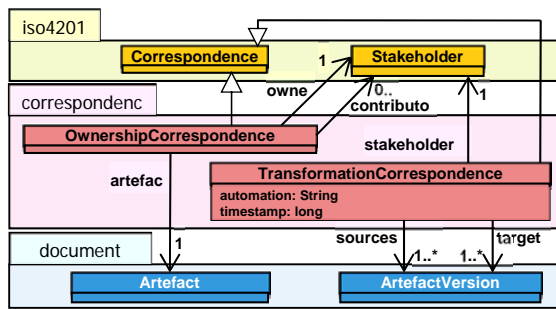 iso4201
Correspondence
Stakeholder
1
owne
0..
contributo
1
correspondenc
OwnershipCorrespondence
stakeholder
artefac
TransformationCorrespondence
automation: String
timestamp: long
sources
target
document
1
1..*
1..*
Artefact
ArtefactVersion